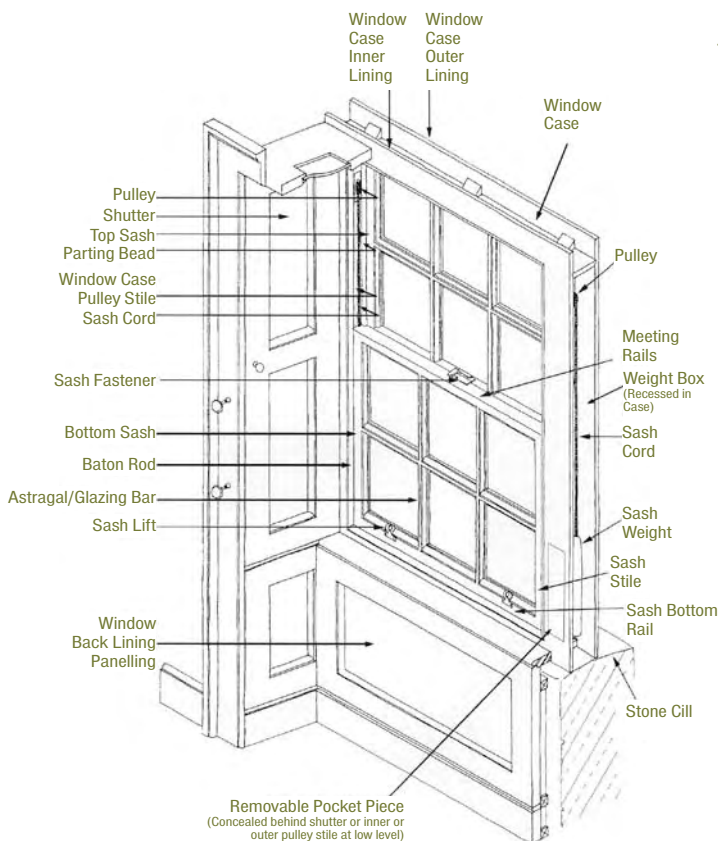 Window
Case
Inner
Lining
Window
Case
Outer
Lining
Window
Case
Pulley
Shutter
Top Sash
Parting Bead
Window Case
Pulley Stile
Sash Cord
Sash Fastener
Bottom Sash
Baton Rod
Astragal/Glazing Bar
Sash Lift
Window
Back Lining
Panelling
Pulley
Meeting
Rails
Weight Box
(Recessed in
Case)
Sash
Cord
Sash
Weight
Sash
Stile
Sash Bottom
Rail
Stone Cill
Removable Pocket Piece
(Concealed behind shutter or inner or
outer pulley stile at low level)